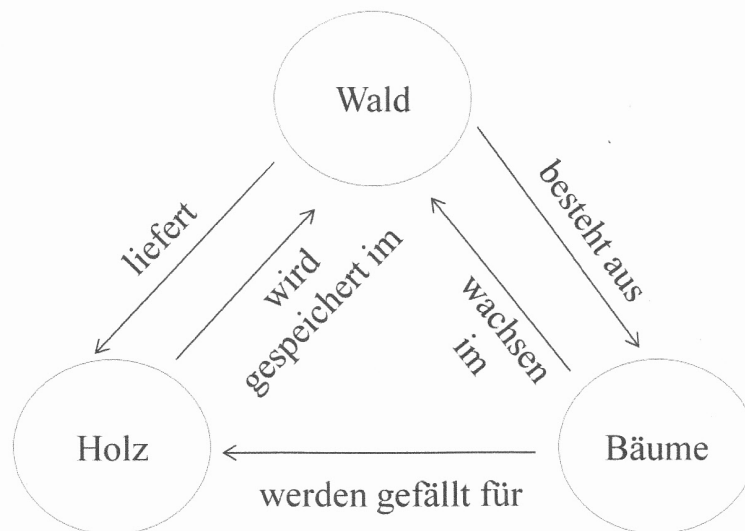 Wald
liefert
wird
gespeichert im
besteht aus
wachsen
im
Holz
Bäume
werden gefällt für